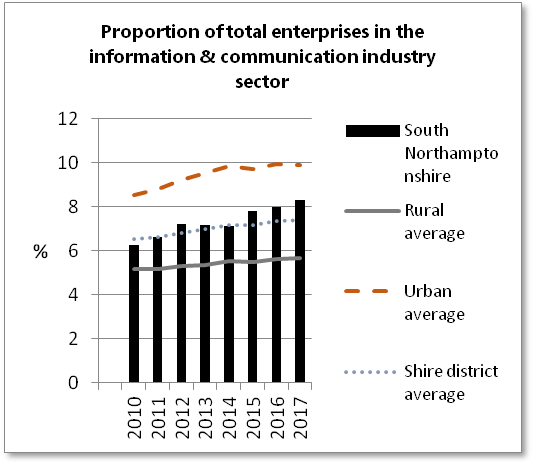 Proportion of total enterprises in the
information & communication industry
sector
12
10
8
6
4
2
0
%
2010
2011
2012
2013
2014
2015
2016
2017
South
Northampto
nshire
Rural
average
Urban
average
Shire district
average